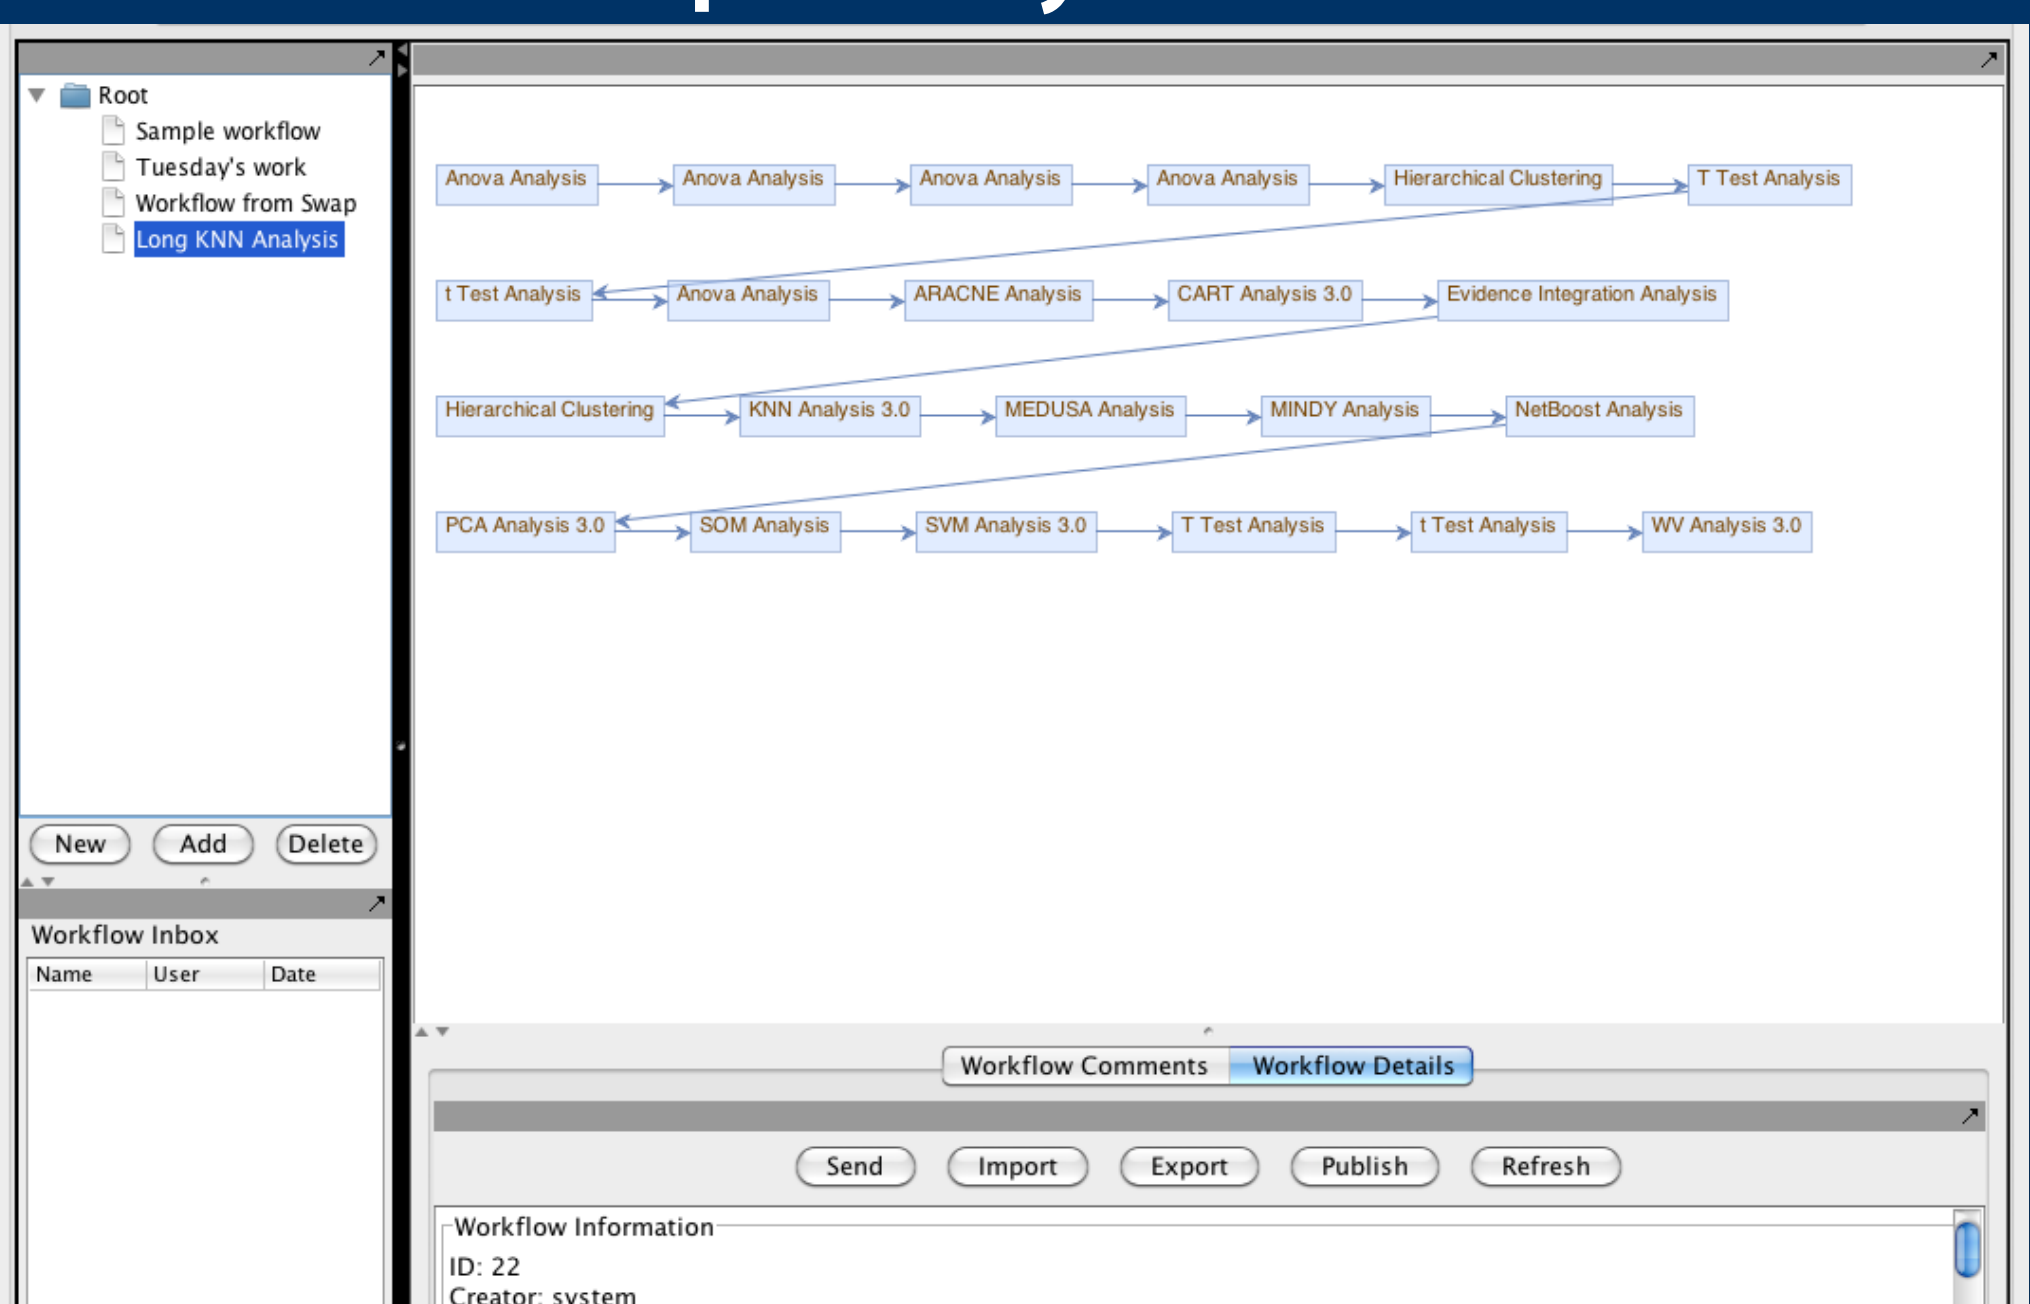 Root
Sample workflow
Tuesday's work
Workflow from Swap
Long KNN Analysis
New Add Delete
Workflow Inbox
Name User Date
Anova Analysis Anova Analysis Anova Analysis Anova Analysis Hierarchical Clustering T Test Analysis
t Test Analysis Anova Analysis ARACNE Analysis CART Analysis 3.0 Evidence Integration Analysis
Hierarchical Clustering KNN Analysis 3.0 MEDUSA Analysis MINDY Analysis NetBoost Analysis
PCA Analysis 3.0 SOM Analysis SVM Analysis 3.0 T Test Analysis t Test Analysis WV Analysis 3.0
Workflow Comments Workflow Details
Send Import Export Publish Refresh
Workflow Information
ID: 22
Creator: system